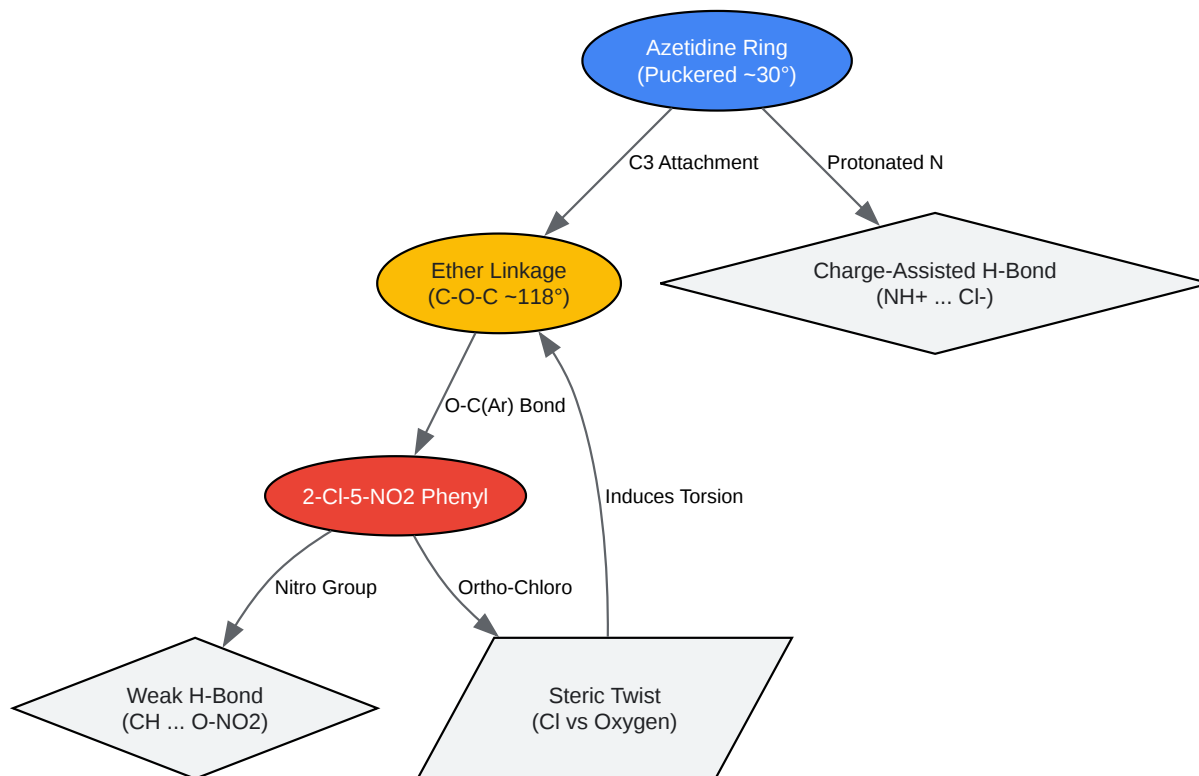 Azetidine Ring
(Puckered ~30°)
C3 Attachment
Protonated N
Ether Linkage
(C-O-C ~118°)
Charge-Assisted H-Bond
(NH+ ... Cl-)
O-C(Ar) Bond
2-Cl-5-NO2 Phenyl
Induces Torsion
Nitro Group
Ortho-Chloro
Weak H-Bond
(CH ... O-NO2)
Steric Twist
(Cl vs Oxygen)